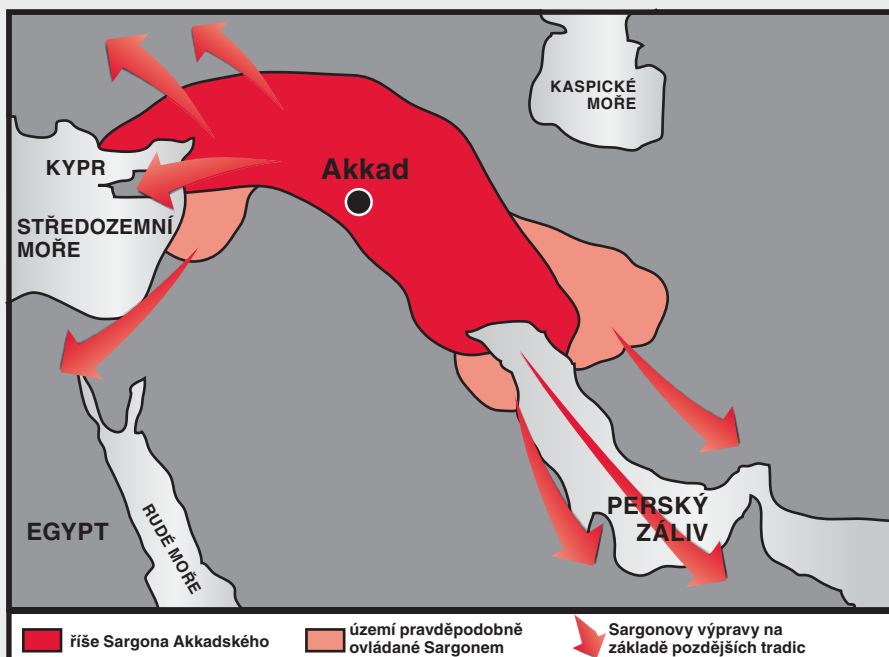 KASPICKÉ
MOŘE
KYPR
Akkad
STŘEDOZEMNÍ
MOŘE
PERSKÝ
ZÁLIV
EGYPT
RUDÉ MOŘE
říše Sargona Akkadského
území pravděpodobně
ovládané Sargonem
Sargonovy výpravy na
základě pozdějších tradic